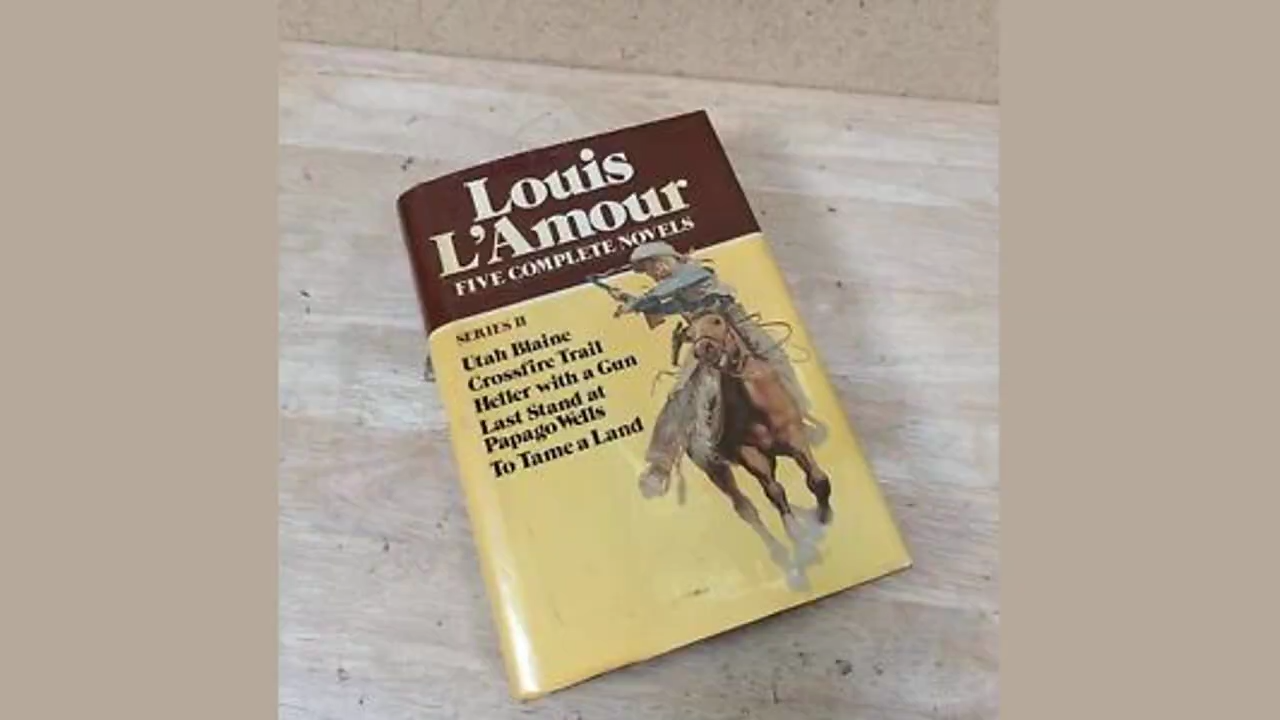 Louis
L'Amour
FIVE COMPLETE NOVELS
SERIES II
Utah Blaine
Crossfire Trail
Heller with a Gun
Last Stand at
Papago Wells
To Tame a Land